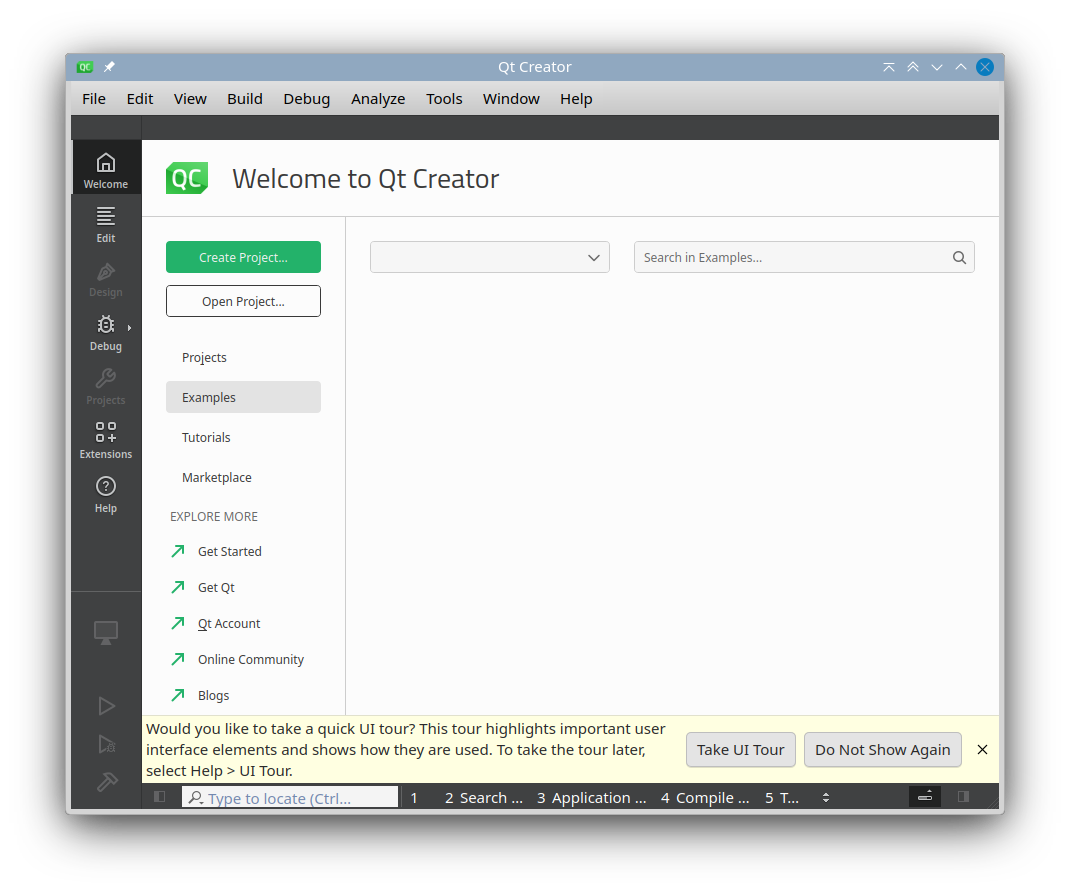 QC Qt Creator
File Edit View Build Debug Analyze Tools Window Help
Welcome
Edit
Design
Debug
Projects
Extensions
Help
QC Welcome to Qt Creator
Create Project...
Open Project...
Projects
Examples
Tutorials
Marketplace
EXPLORE MORE
Get Started
Get Qt
Qt Account
Online Community
Blogs
Search in Examples...
Would you like to take a quick UI tour? This tour highlights important user
interface elements and shows how they are used. To take the tour later,
select Help > UI Tour.
Take UI Tour Do Not Show Again
Type to locate (Ctrl... 1 2 Search ... 3 Application ... 4 Compile ... 5 T...